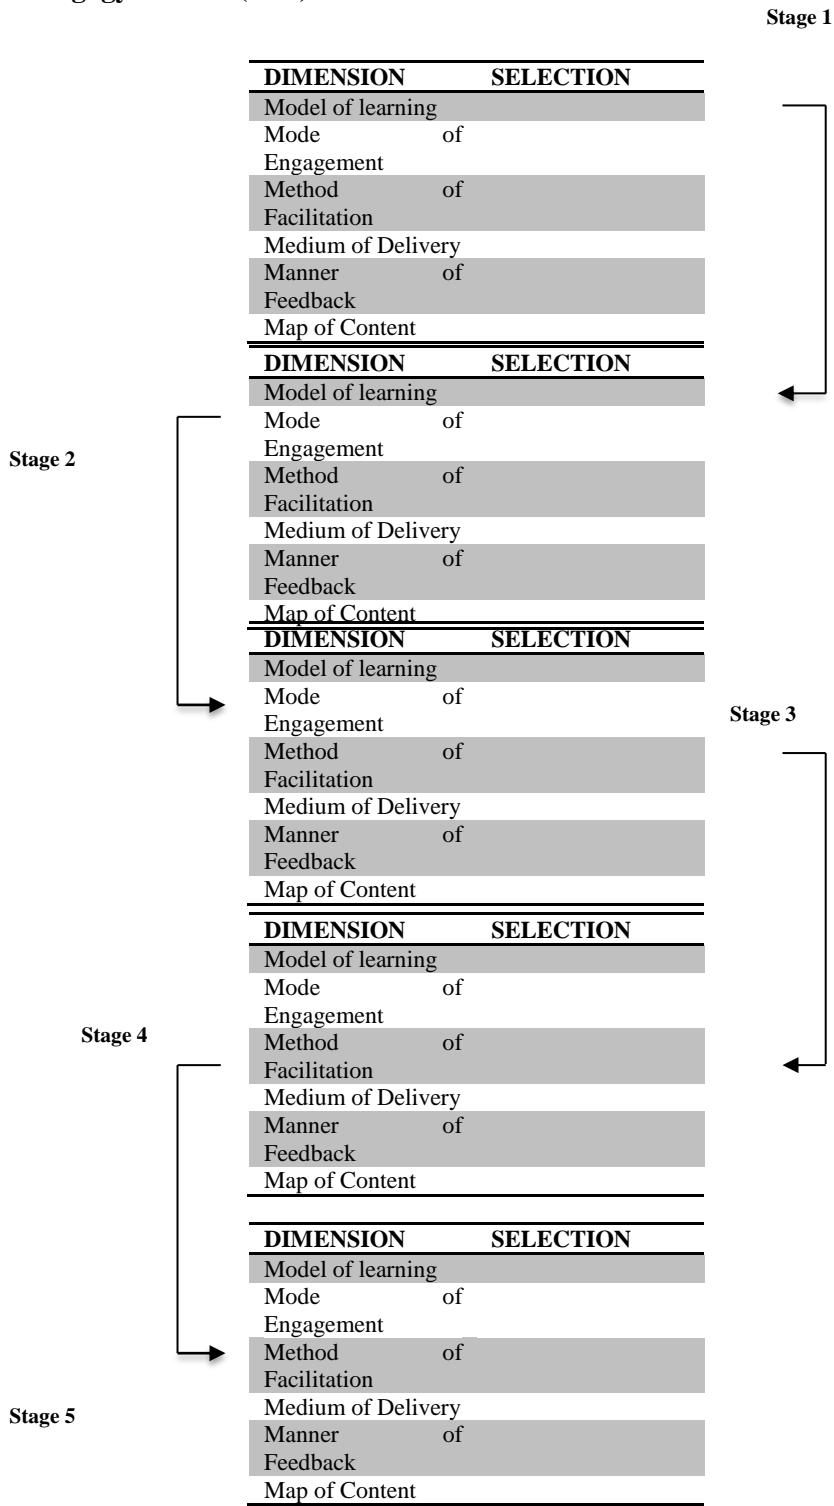 Stage 1
DIMENSION SELECTION
Model of learning
Mode of
Engagement
Method of
Facilitation
Medium of Delivery
Manner of
Feedback
Map of Content
DIMENSION SELECTION
Model of learning
Mode of
Engagement
Stage 2
Method of
Facilitation
Medium of Delivery
Manner of
Feedback
Map of Content
DIMENSION SELECTION
Model of learning
Mode of
Engagement
Stage 3
Method of
Facilitation
Medium of Delivery
Manner of
Feedback
Map of Content
DIMENSION SELECTION
Model of learning
Mode of
Engagement
Stage 4
Method of
Facilitation
Medium of Delivery
Manner of
Feedback
Map of Content
DIMENSION SELECTION
Model of learning
Mode of
Engagement
Method of
Facilitation
Medium of Delivery
Stage 5
Manner of
Feedback
Map of Content